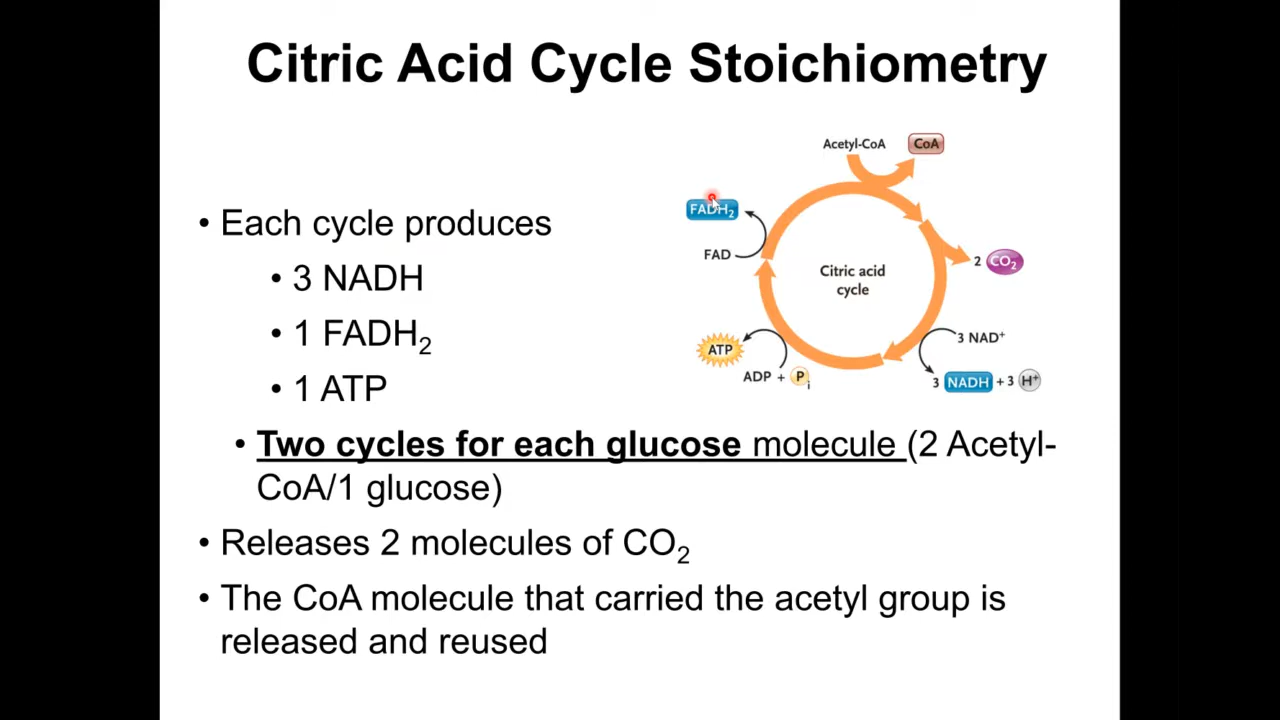 Citric Acid Cycle Stoichiometry
• Each cycle produces
• 3 NADH
• 1 FADH₂
• 1 ATP
• Two cycles for each glucose molecule (2 Acetyl-
CoA/1 glucose)
• Releases 2 molecules of CO₂
• The CoA molecule that carried the acetyl group is
released and reused
Acetyl-CoA CoA
FADH₂
FAD
2 CO₂
Citric acid
cycle
3 NAD⁺
ATP
ADP + Pi
3 NADH + 3 H⁺